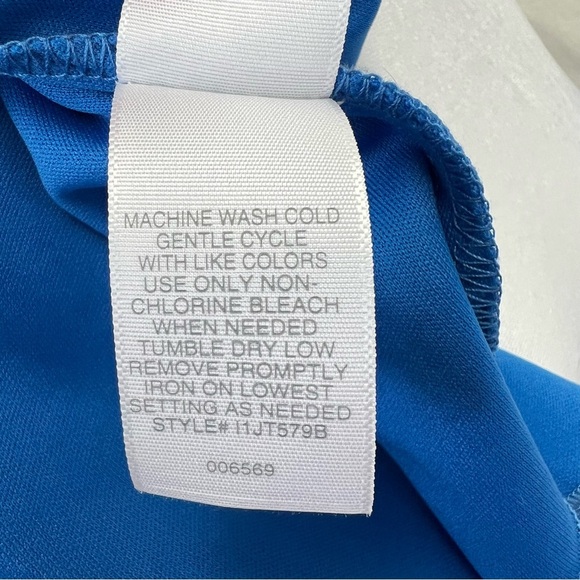 MACHINE WASH COLD
GENTLE CYCLE
WITH LIKE COLORS
USE ONLY NON-
CHLORINE BLEACH
WHEN NEEDED
TUMBLE DRY LOW
REMOVE PROMPTLY
IRON ON LOWEST
SETTING AS NEEDED
STYLE# I1JT579B
006569